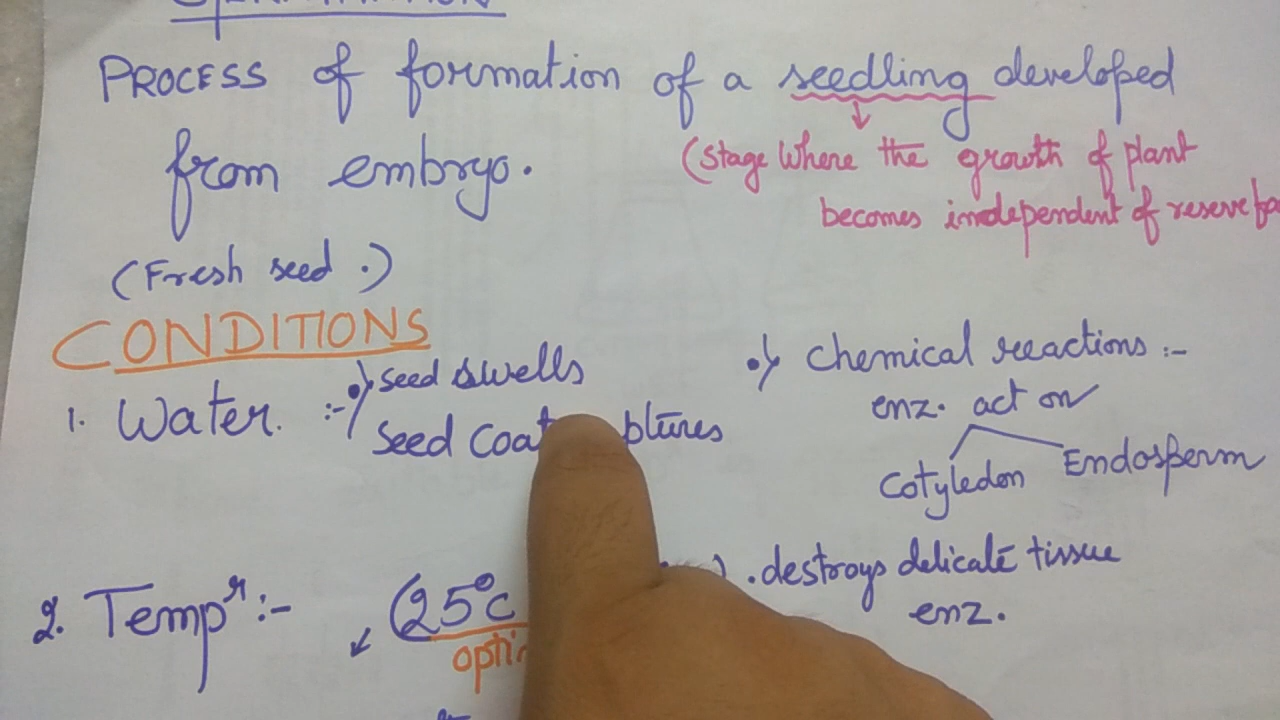 PROCESS of formation of a seedling developed
from embryo.
(stage where the growth of plant
becomes independent of reserve
(Fresh seed.)
CONDITIONS
1. Water. :- •) seed swells
Seed Coat
•) Chemical reactions :-
enz. act on
Cotyledon Endosperm
2. Tempr :- (25°C
. destroys delicate tissue
enz.